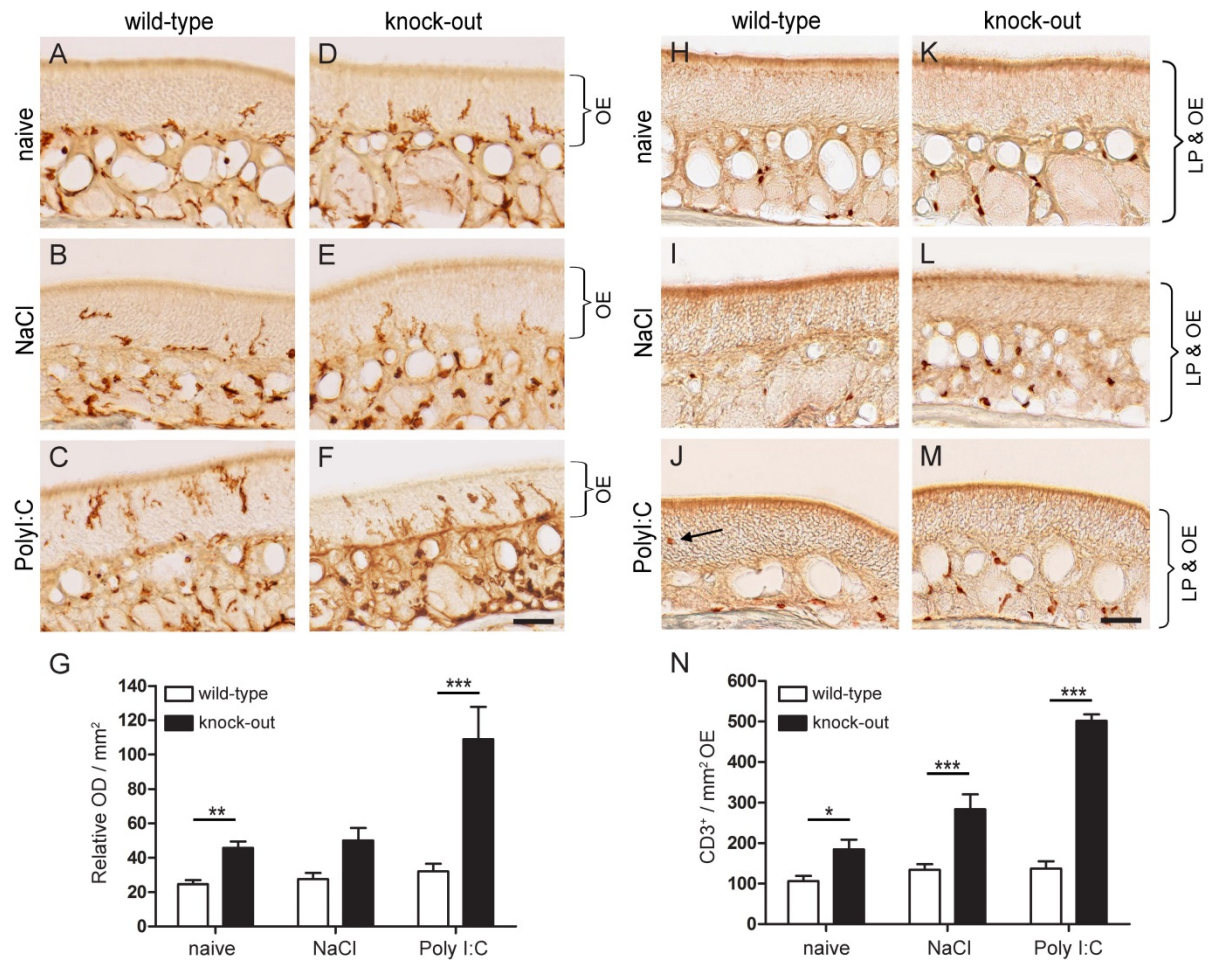 wild-type knock-out wild-type knock-out
A D H K
naive OE naive LP & OE
B E I L
NaCl OE NaCl LP & OE
C F J M
PolyI:C OE PolyI:C LP & OE
G
Relative OD / mm²
140
120
100
80
60
40
20
0
wild-type
knock-out
**
***
naive NaCl Poly I:C
N
CD3⁺ / mm² OE
600
500
400
300
200
100
0
wild-type
knock-out
*
***
***
naive NaCl Poly I:C